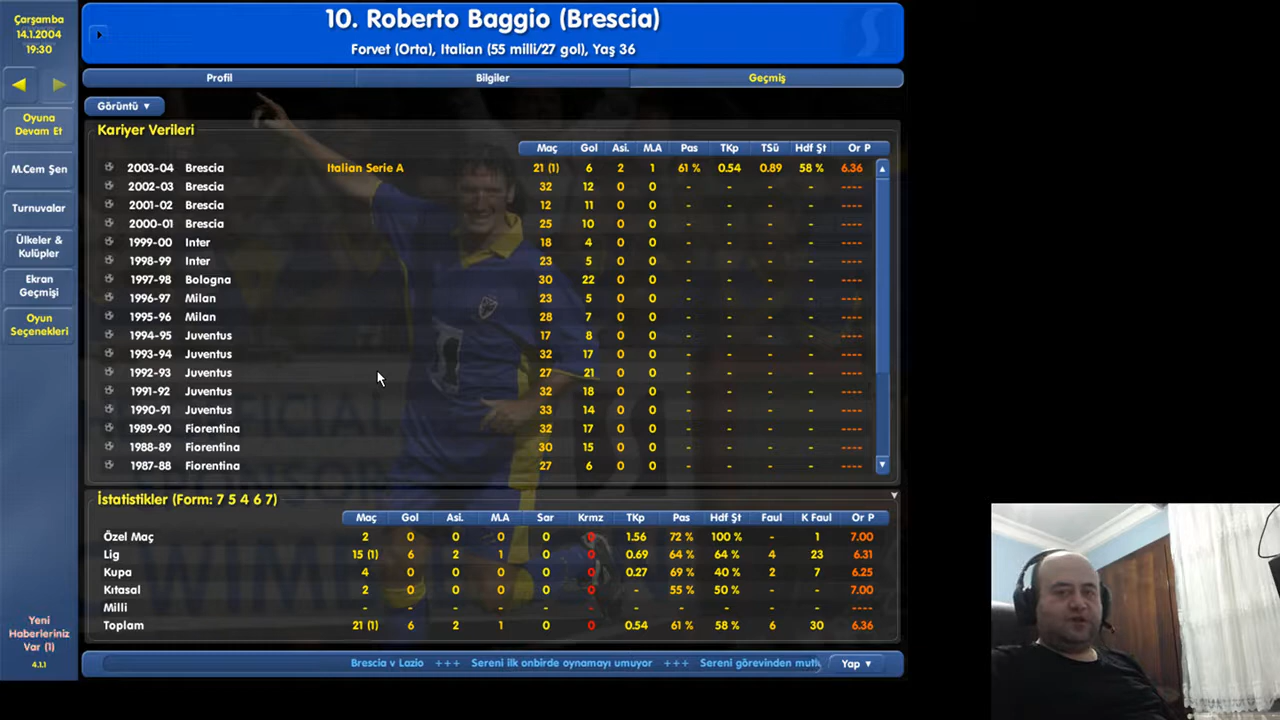 Çarşamba
14.1.2004
19:30
Oyuna
Devam Et
M.Cem Şen
Turnuvalar
Ülkeler &
Kulüpler
Ekran
Geçmişi
Oyun
Seçenekleri
Yeni
Haberleriniz
Var (1)
4.1.1
10. Roberto Baggio (Brescia)
Forvet (Orta), Italian (55 milli/27 gol), Yaş 36
Profil Bilgiler Geçmiş
Görüntü
Kariyer Verileri
Maç Gol Asi. M.A Pas TKp TSü Hdf Şt Or P
2003-04 Brescia Italian Serie A 21 (1) 6 2 1 61 % 0.54 0.89 58 % 6.36
2002-03 Brescia 32 12 0 0 - - - - ----
2001-02 Brescia 12 11 0 0 - - - - ----
2000-01 Brescia 25 10 0 0 - - - - ----
1999-00 Inter 18 4 0 0 - - - - ----
1998-99 Inter 23 5 0 0 - - - - ----
1997-98 Bologna 30 22 0 0 - - - - ----
1996-97 Milan 23 5 0 0 - - - - ----
1995-96 Milan 28 7 0 0 - - - - ----
1994-95 Juventus 17 8 0 0 - - - - ----
1993-94 Juventus 32 17 0 0 - - - - ----
1992-93 Juventus 27 21 0 0 - - - - ----
1991-92 Juventus 32 18 0 0 - - - - ----
1990-91 Juventus 33 14 0 0 - - - - ----
1989-90 Fiorentina 32 17 0 0 - - - - ----
1988-89 Fiorentina 30 15 0 0 - - - - ----
1987-88 Fiorentina 27 6 0 0 - - - - ----
İstatistikler (Form: 7 5 4 6 7)
Maç Gol Asi. M.A Sar Krmz TKp Pas Hdf Şt Faul K Faul Or P
Özel Maç 2 0 0 0 0 0 1.56 72 % 100 % - 1 7.00
Lig 15 (1) 6 2 1 0 0 0.69 64 % 64 % 4 23 6.31
Kupa 4 0 0 0 0 0 0.27 69 % 40 % 2 7 6.25
Kıtasal 2 0 0 0 0 0 - 55 % 50 % - - 7.00
Milli - - - - - - - - - - - ----
Toplam 21 (1) 6 2 1 0 0 0.54 61 % 58 % 6 30 6.36
Brescia v Lazio +++ Sereni ilk onbirde oynamayı umuyor +++ Sereni görevinden mutl
Yap